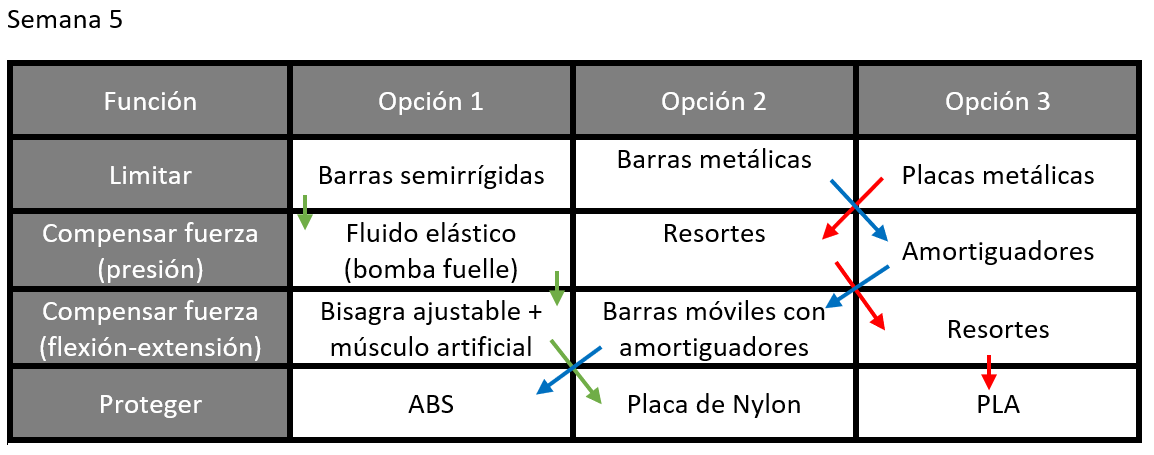 Semana 5
Función
Opción 1
Opción 2
Opción 3
Limitar
Barras semirrígidas
Barras metálicas
Placas metálicas
Compensar fuerza
(presión)
Fluido elástico
(bomba fuelle)
Resortes
Amortiguadores
Compensar fuerza
(flexión-extensión)
Bisagra ajustable +
músculo artificial
Barras móviles con
amortiguadores
Resortes
Proteger
ABS
Placa de Nylon
PLA